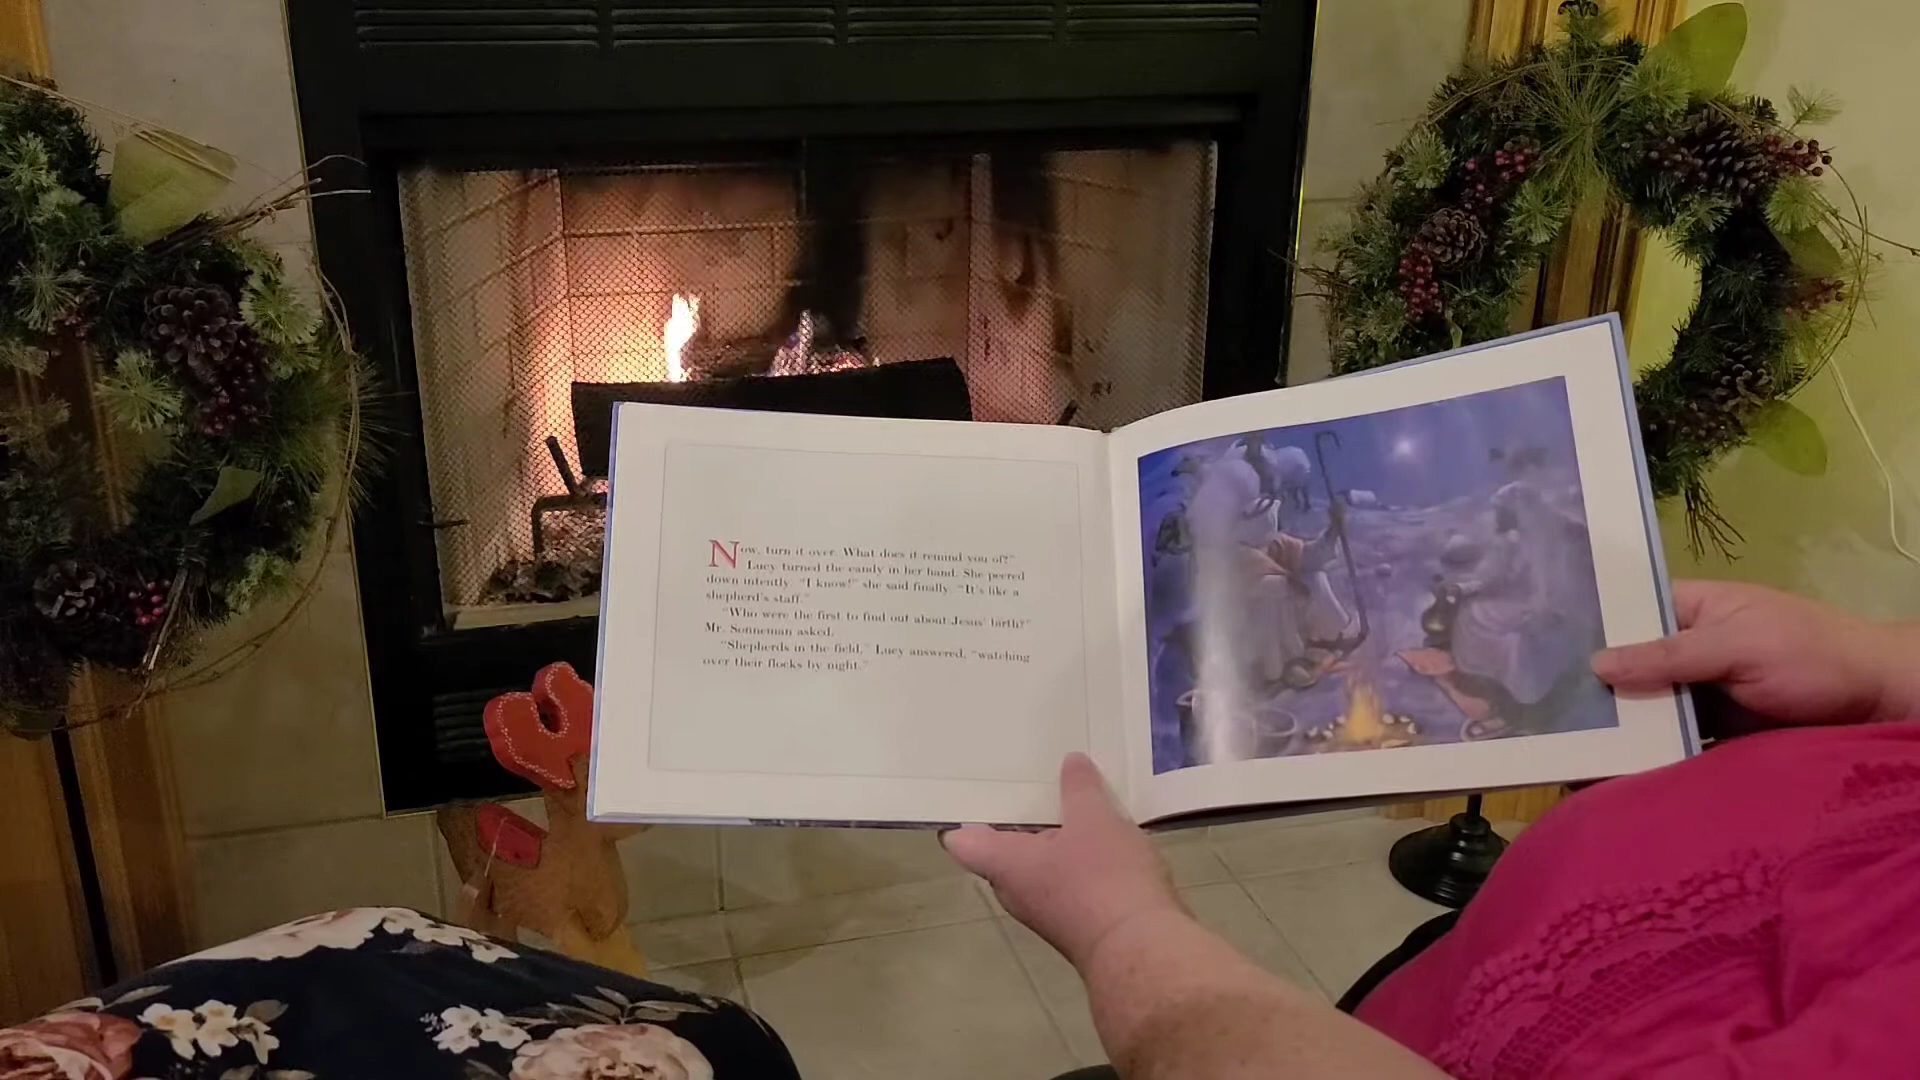 Now, turn it over. What does it remind you of?"
Lucy turned the candy in her hand. She peered
down intently. "I know!" she said finally. "It's like a
shepherd's staff."
"Who were the first to find out about Jesus' birth?"
Mr. Sonneman asked.
"Shepherds in the field," Lucy answered, "watching
over their flocks by night."